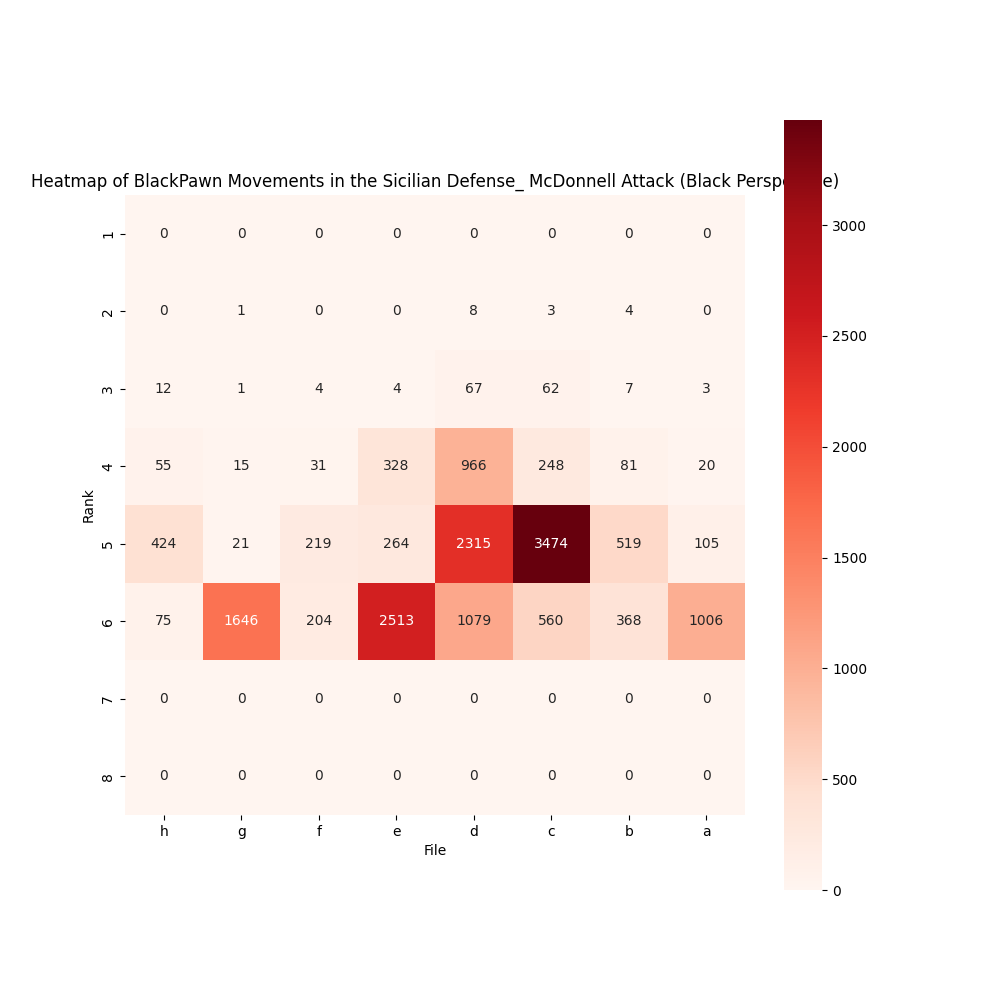 Heatmap of BlackPawn Movements in the Sicilian Defense_ McDonnell Attack (Black Persp e)
1 0 0 0 0 0 0 0 0
2 0 1 0 0 8 3 4 0
3 12 1 4 4 67 62 7 3
4 55 15 31 328 966 248 81 20
5 424 21 219 264 2315 3474 519 105
6 75 1646 204 2513 1079 560 368 1006
7 0 0 0 0 0 0 0 0
8 0 0 0 0 0 0 0 0
h g f e d c b a
Rank
File
3000
2500
2000
1500
1000
500
0